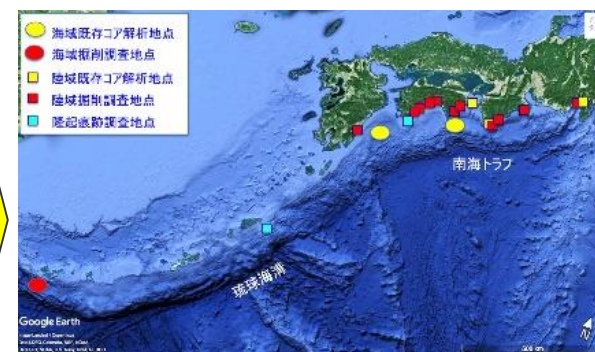 海域既存コア解析地点
海域掘削調査地点
陸域既存コア解析地点
陸域掘削調査地点
隆起痕跡調査地点
南海トラフ
琉球海溝
Google Earth
500 km
N